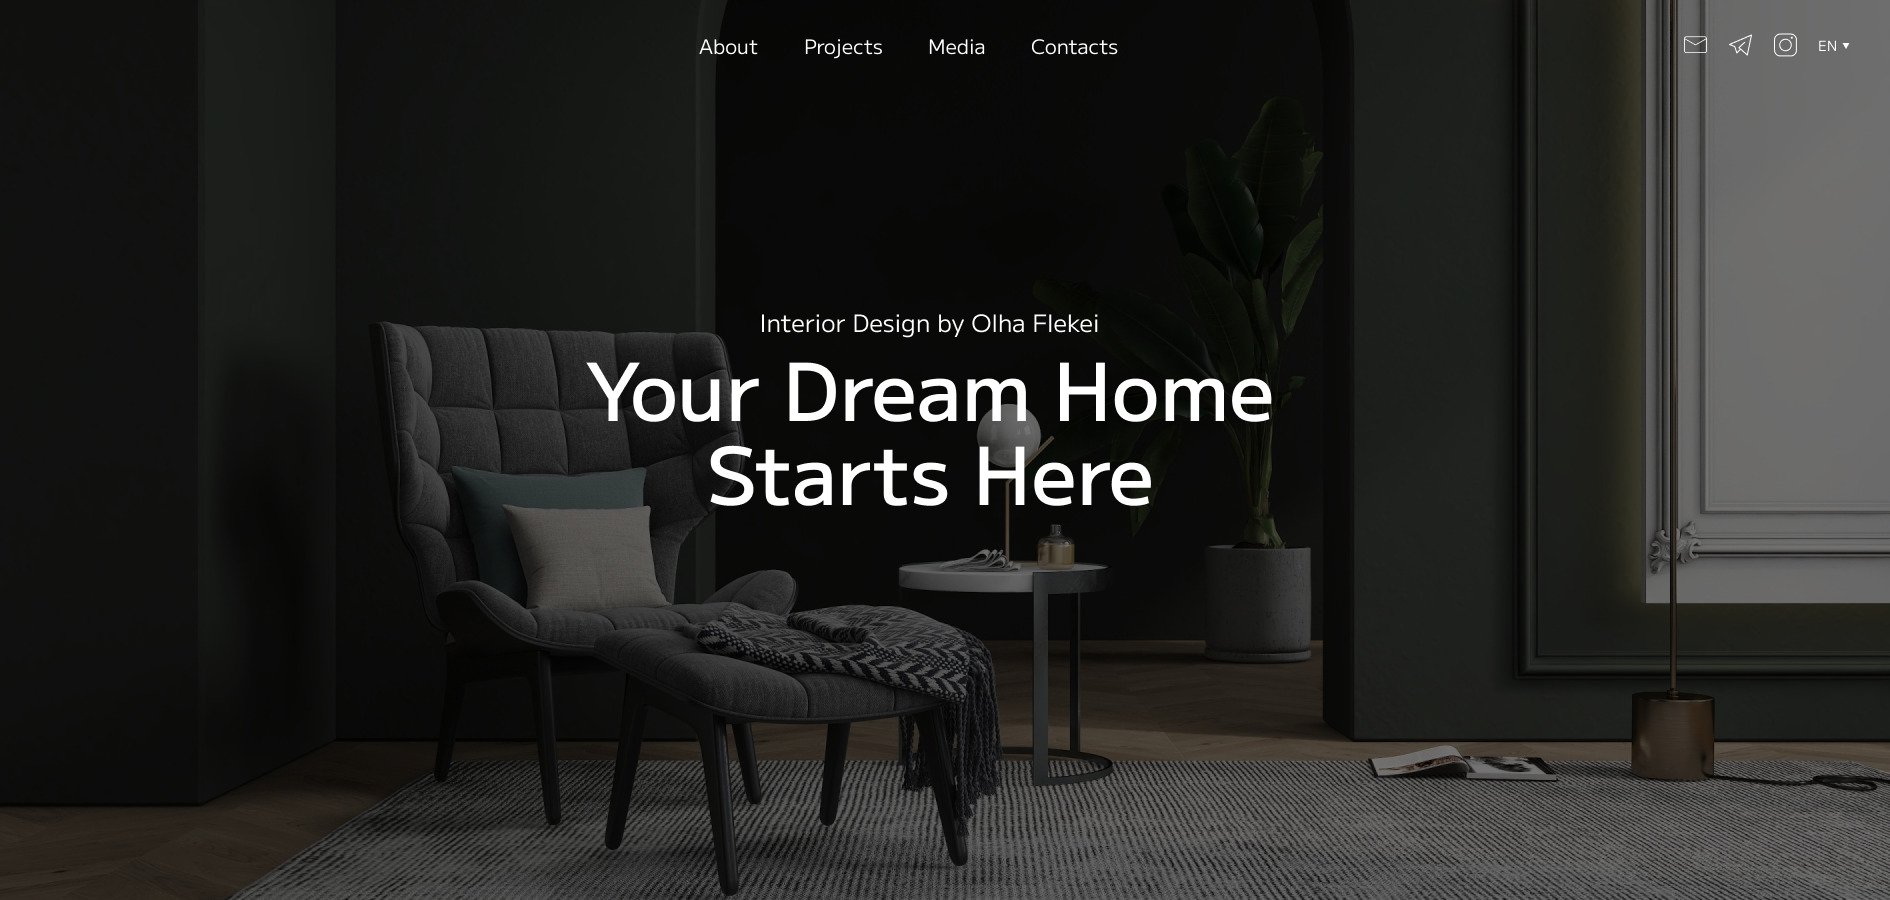 About
Projects
Media
Contacts
EN
Interior Design by Olha Flekei
Your Dream Home
Starts Here